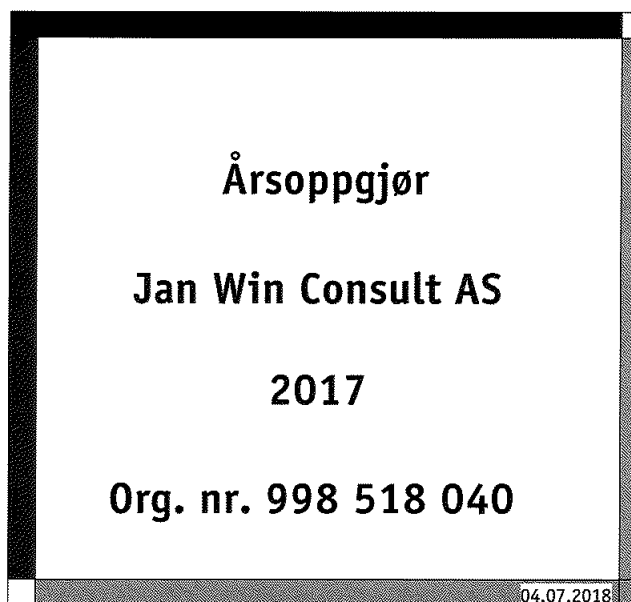 Årsoppgjør
Jan Win Consult AS
2017
Org. nr. 998 518 040
04.07.2018